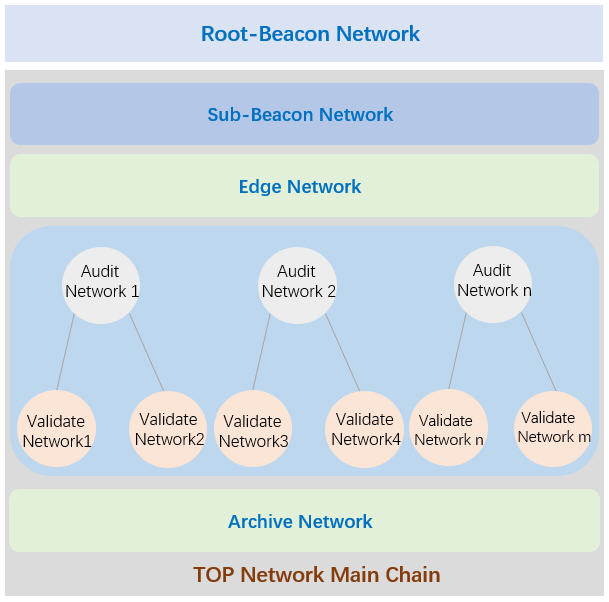 Root-Beacon Network
Sub-Beacon Network
Edge Network
Audit
Network 1
Audit
Network 2
Audit
Network n
Validate
Network1
Validate
Network2
Validate
Network3
Validate
Network4
Validate
Network n
Validate
Network m
Archive Network
TOP Network Main Chain